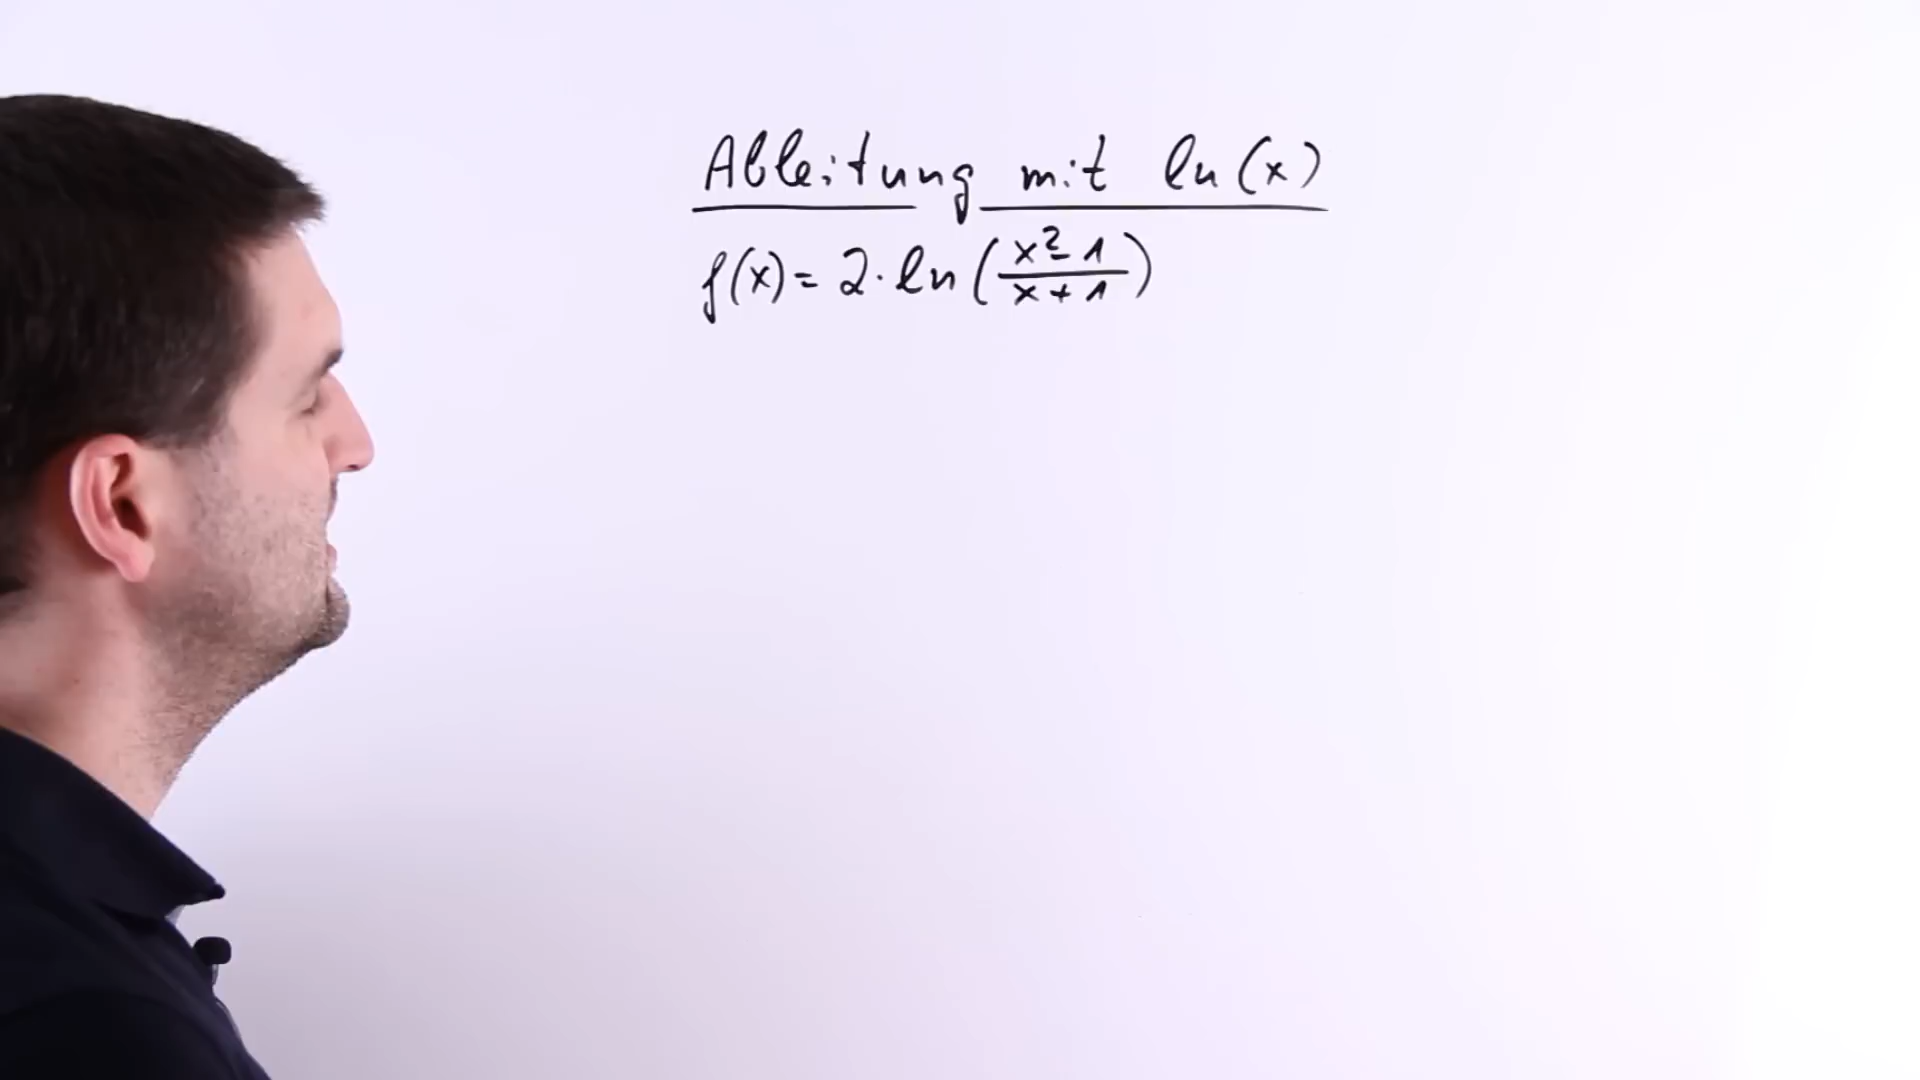 Ableitung mit ln(x)
f(x) = 2 · ln((x² - 1)/(x + 1))